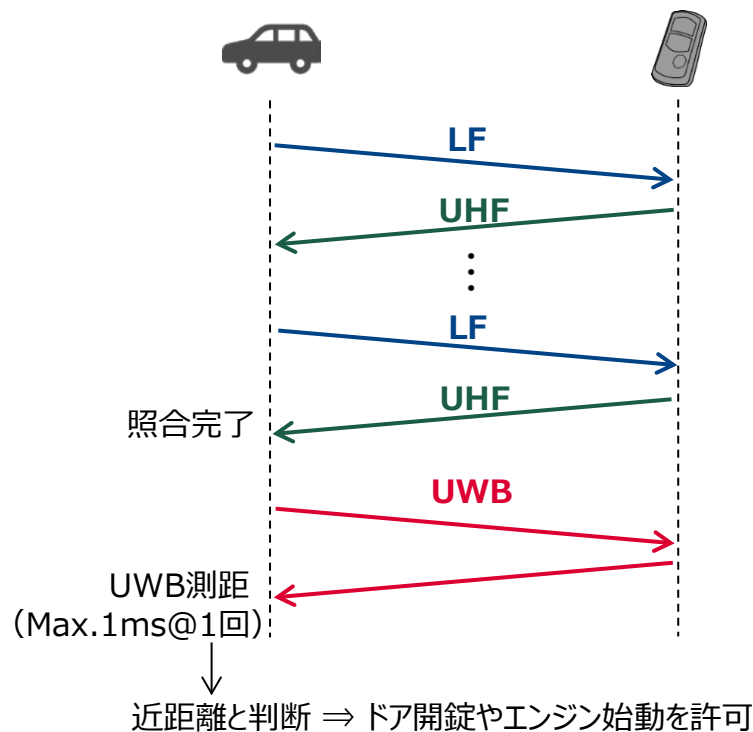 LF
UHF
⋮
LF
UHF
照合完了
UWB
UWB測距
(Max.1ms@1回)
近距離と判断 ⇒ ドア開錠やエンジン始動を許可